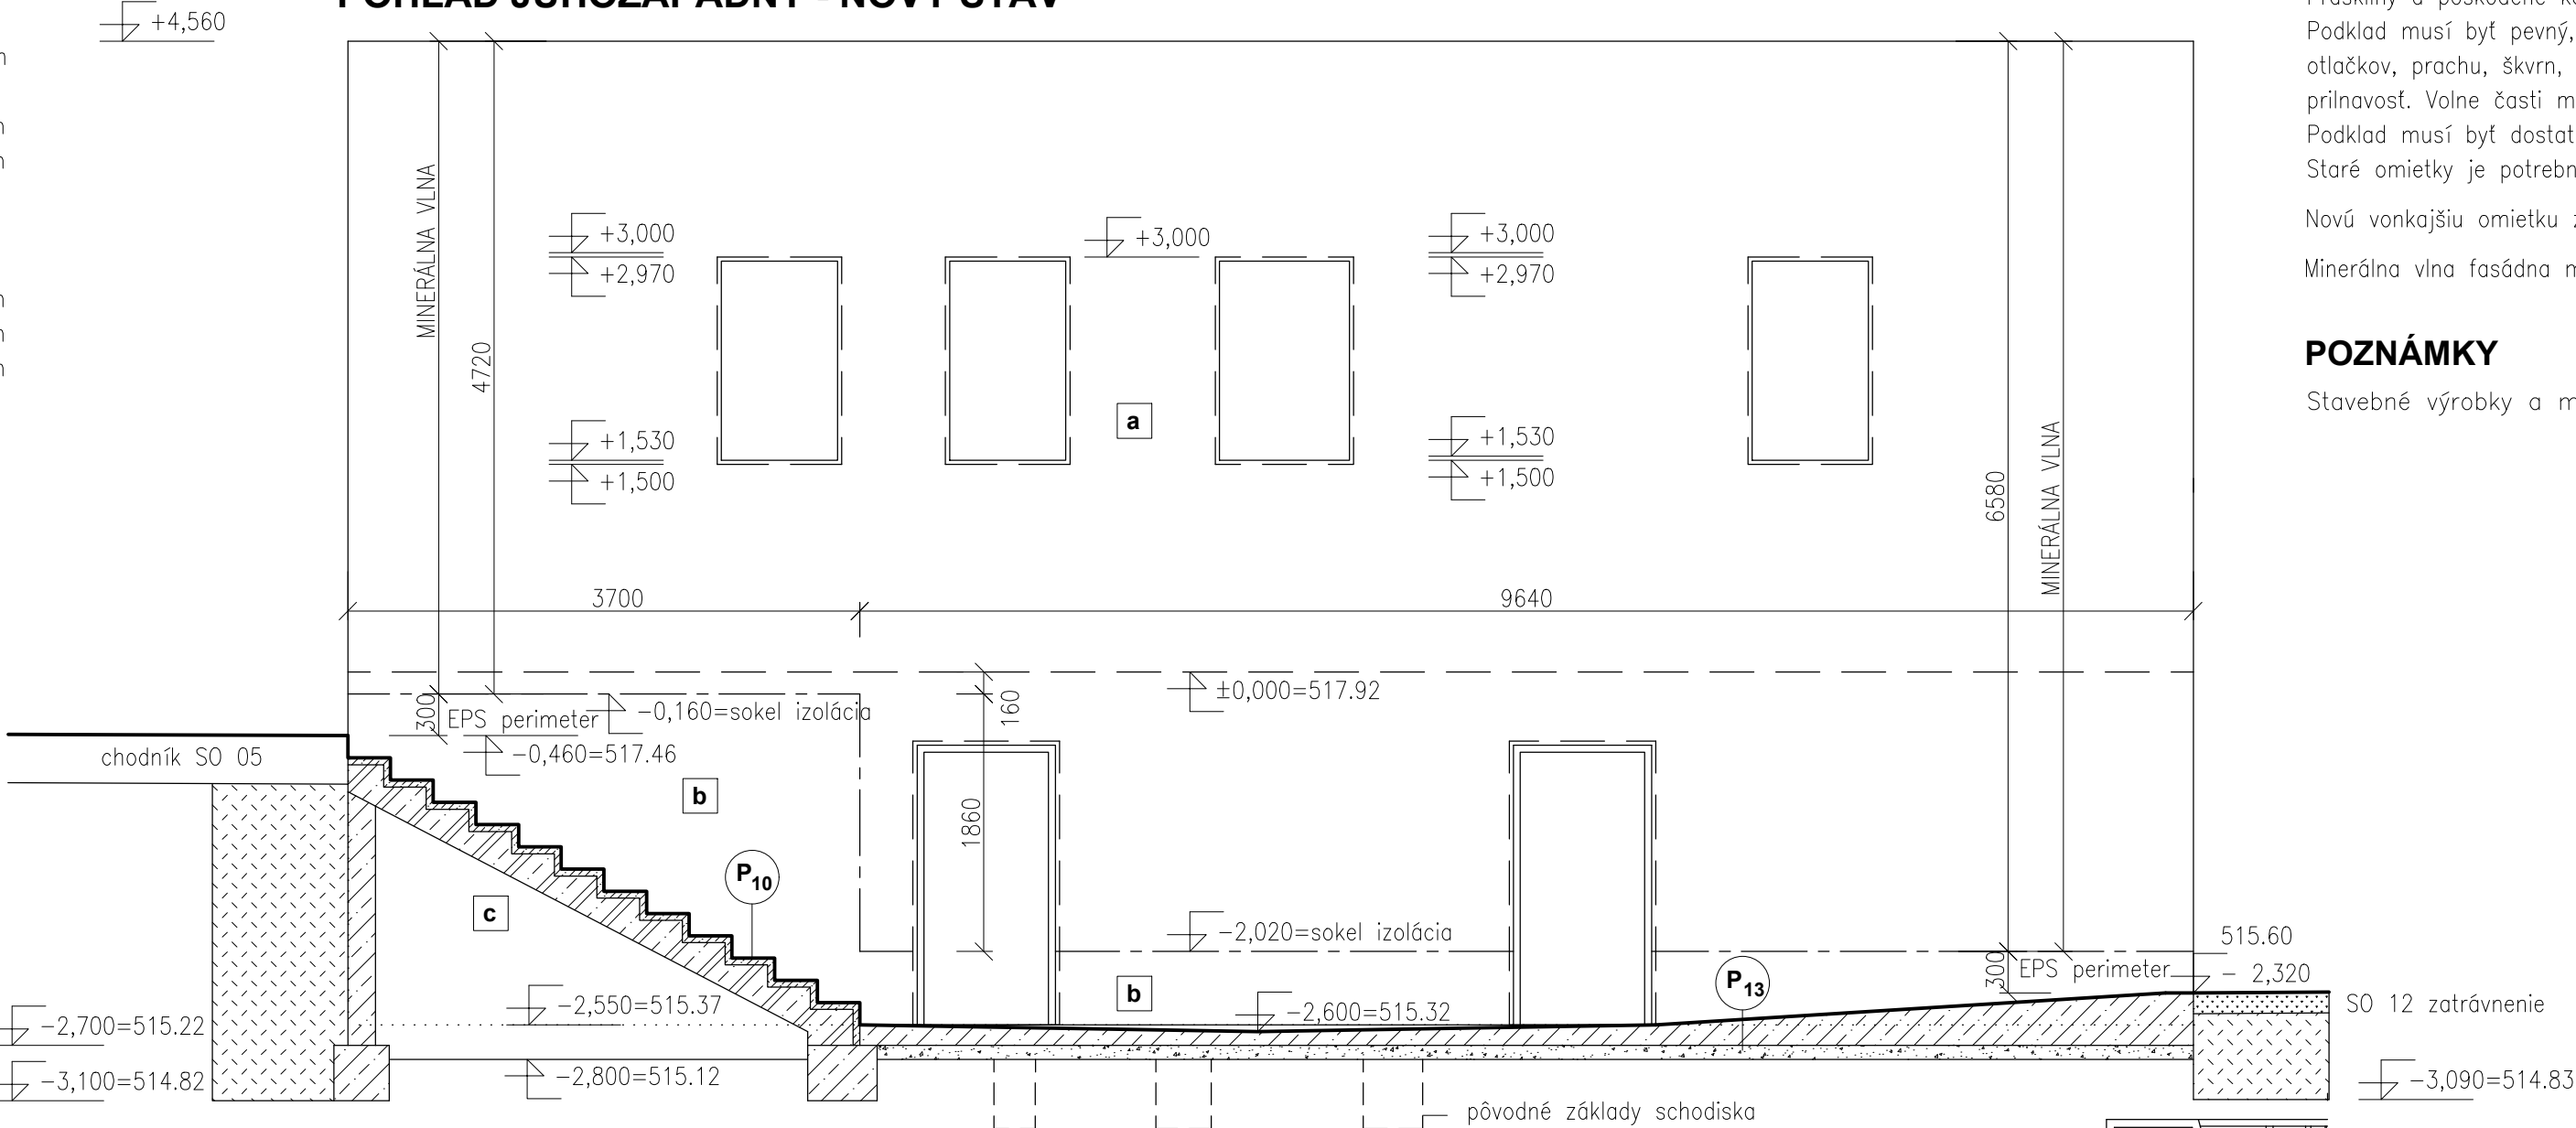 POHĽAD JUHOZÁPADNÝ - NOVÝ STAV
+4,560
Podklad musí byť pevný,
otlačkov, prachu, škvrn,
priľnavosť. Voľne časti m
Podklad musí byť dostat
Staré omietky je potrebn
Novú vonkajšiu omietku z
Minerálna vlna fasádna m
POZNÁMKY
Stavebné výrobky a m
MINERÁLNA VLNA
4720
+3,000
+2,970
+3,000
+3,000
+2,970
a
+1,530
+1,500
+1,530
+1,500
6580
MINERÁLNA VLNA
3700
9640
±0,000=517.92
160
300
EPS perimeter
-0,160=sokel izolácia
-0,460=517.46
chodník SO 05
b
1860
P10
c
-2,020=sokel izolácia
515.60
300
EPS perimeter
- 2,320
P13
b
-2,550=515.37
-2,600=515.32
SO 12 zatrávnenie
-2,700=515.22
-3,100=514.82
-2,800=515.12
-3,090=514.83
pôvodné základy schodiska